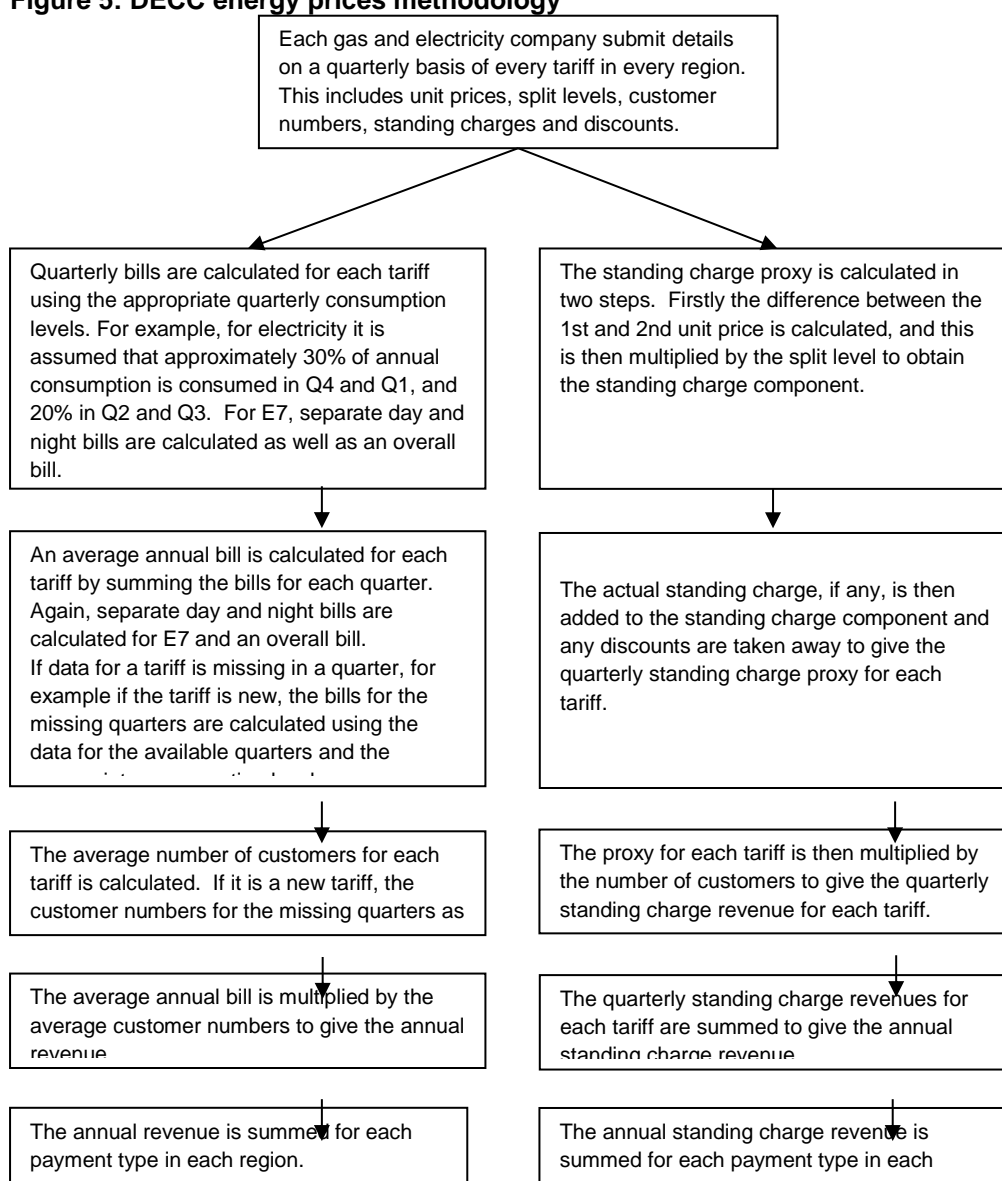 Figure 5: DECC energy prices methodology
Each gas and electricity company submit details
on a quarterly basis of every tariff in every region.
This includes unit prices, split levels, customer
numbers, standing charges and discounts.
Quarterly bills are calculated for each tariff
using the appropriate quarterly consumption
levels. For example, for electricity it is
assumed that approximately 30% of annual
consumption is consumed in Q4 and Q1, and
20% in Q2 and Q3. For E7, separate day and
night bills are calculated as well as an overall
bill.
The standing charge proxy is calculated in
two steps. Firstly the difference between the
1st and 2nd unit price is calculated, and this
is then multiplied by the split level to obtain
the standing charge component.
An average annual bill is calculated for each
tariff by summing the bills for each quarter.
Again, separate day and night bills are
calculated for E7 and an overall bill.
If data for a tariff is missing in a quarter, for
example if the tariff is new, the bills for the
missing quarters are calculated using the
data for the available quarters and the
The actual standing charge, if any, is then
added to the standing charge component and
any discounts are taken away to give the
quarterly standing charge proxy for each
tariff.
The average number of customers for each
tariff is calculated. If it is a new tariff, the
customer numbers for the missing quarters as
The proxy for each tariff is then multiplied by
the number of customers to give the quarterly
standing charge revenue for each tariff.
The average annual bill is multiplied by the
average customer numbers to give the annual
revenue
The quarterly standing charge revenues for
each tariff are summed to give the annual
standing charge revenue
The annual revenue is summed for each
payment type in each region.
The annual standing charge revenue is
summed for each payment type in each